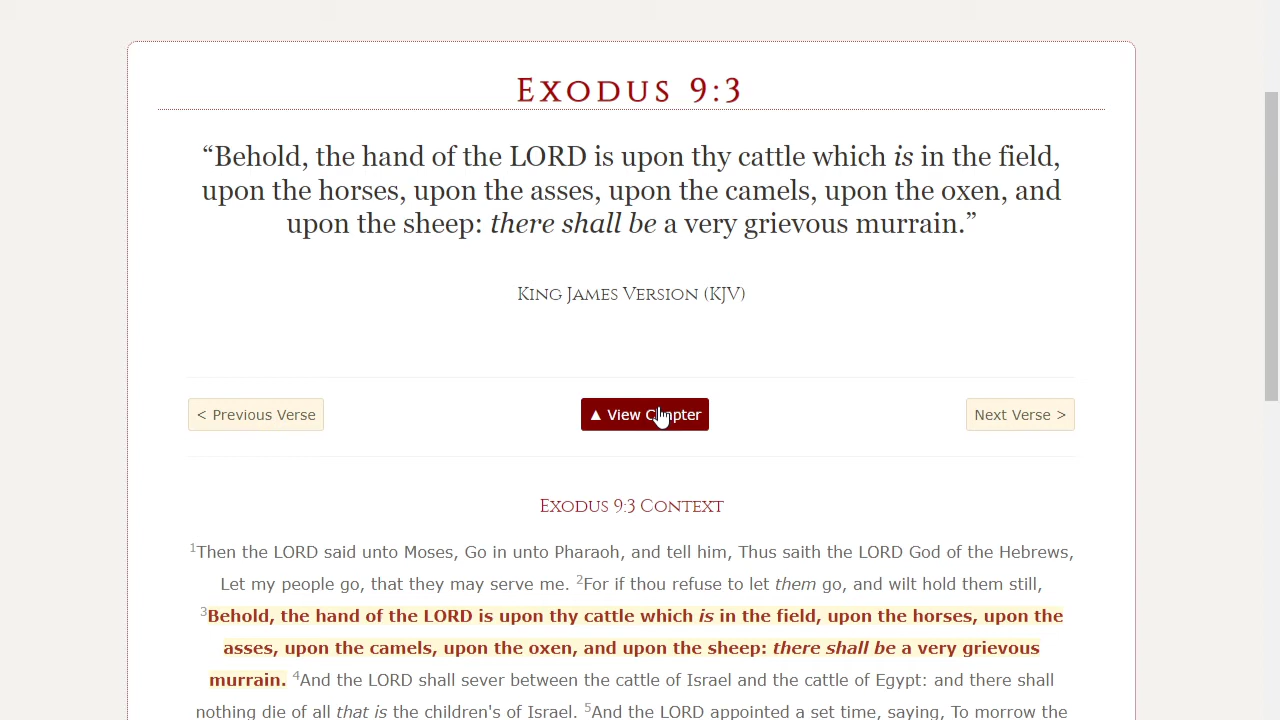 Exodus 9:3
“Behold, the hand of the LORD is upon thy cattle which is in the field,
upon the horses, upon the asses, upon the camels, upon the oxen, and
upon the sheep: there shall be a very grievous murrain.”
King James Version (KJV)
< Previous Verse
▲ View Chapter
Next Verse >
Exodus 9:3 Context
1Then the LORD said unto Moses, Go in unto Pharaoh, and tell him, Thus saith the LORD God of the Hebrews,
Let my people go, that they may serve me. 2For if thou refuse to let them go, and wilt hold them still,
3Behold, the hand of the LORD is upon thy cattle which is in the field, upon the horses, upon the
asses, upon the camels, upon the oxen, and upon the sheep: there shall be a very grievous
murrain. 4And the LORD shall sever between the cattle of Israel and the cattle of Egypt: and there shall
nothing die of all that is the children's of Israel. 5And the LORD appointed a set time, saying, To morrow the